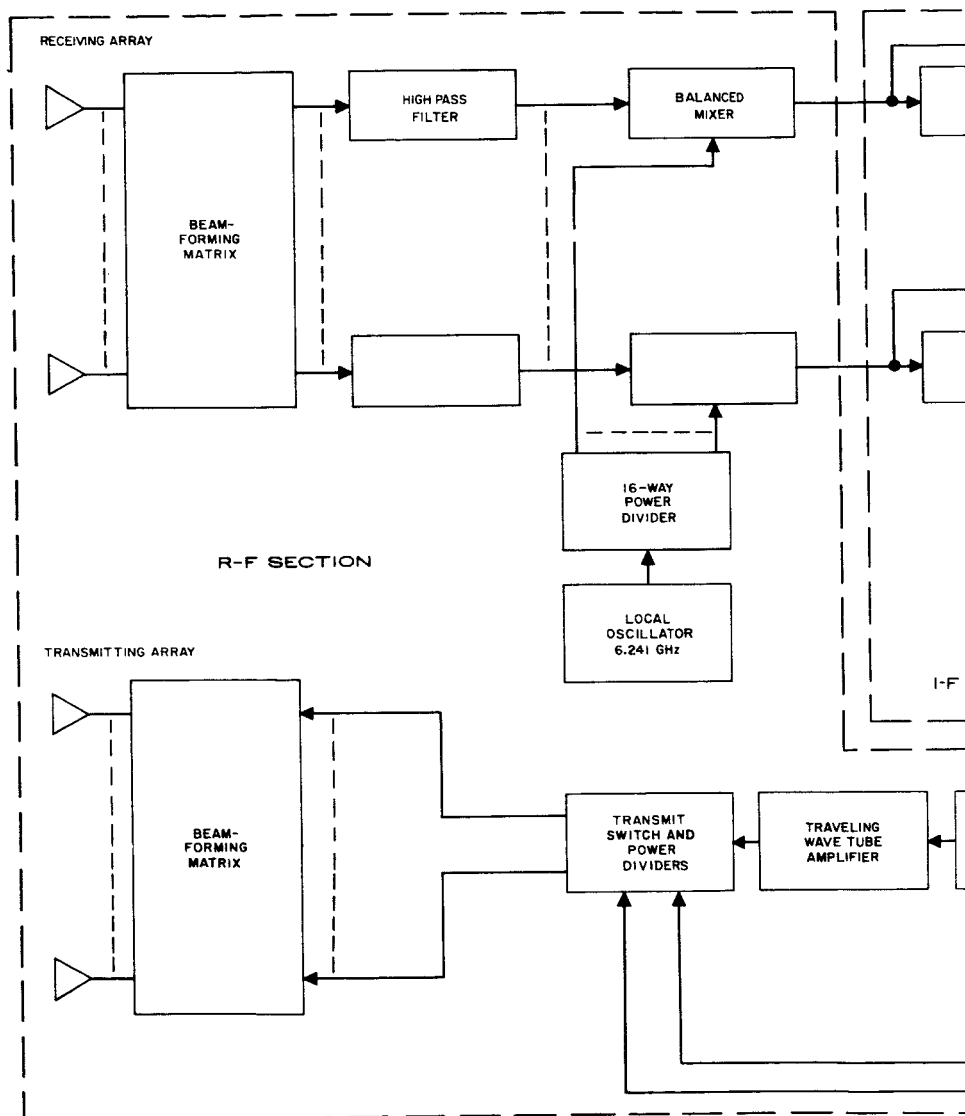 RECEIVING ARRAY
HIGH PASS
FILTER
BALANCED
MIXER
BEAM-
FORMING
MATRIX
16-WAY
POWER
DIVIDER
R-F SECTION
LOCAL
OSCILLATOR
6.241 GHz
TRANSMITTING ARRAY
I-F
BEAM-
FORMING
MATRIX
TRANSMIT
SWITCH AND
POWER
DIVIDERS
TRAVELING
WAVE TUBE
AMPLIFIER